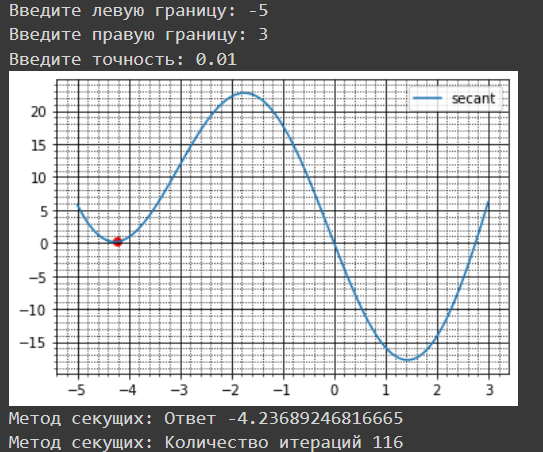 Введите левую границу: -5
Введите правую границу: 3
Введите точность: 0.01
secant
20
15
10
5
0
−5
−10
−15
−5 −4 −3 −2 −1 0 1 2 3
Метод секущих: Ответ -4.23689246816665
Метод секущих: Количество итераций 116